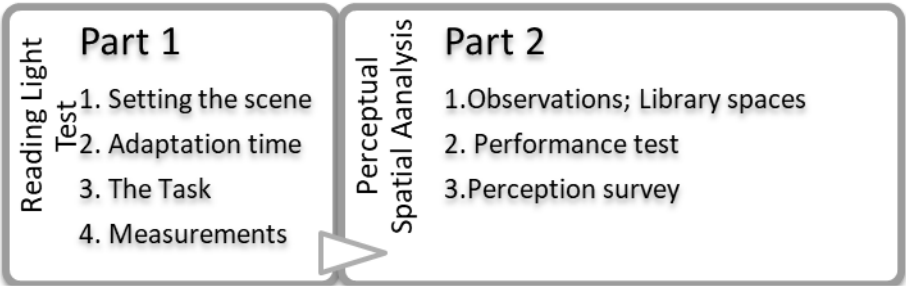 Reading Light
Test
Part 1
1. Setting the scene
2. Adaptation time
3. The Task
4. Measurements
Perceptual
Spatial Aanalysis
Part 2
1.Observations; Library spaces
2. Performance test
3.Perception survey